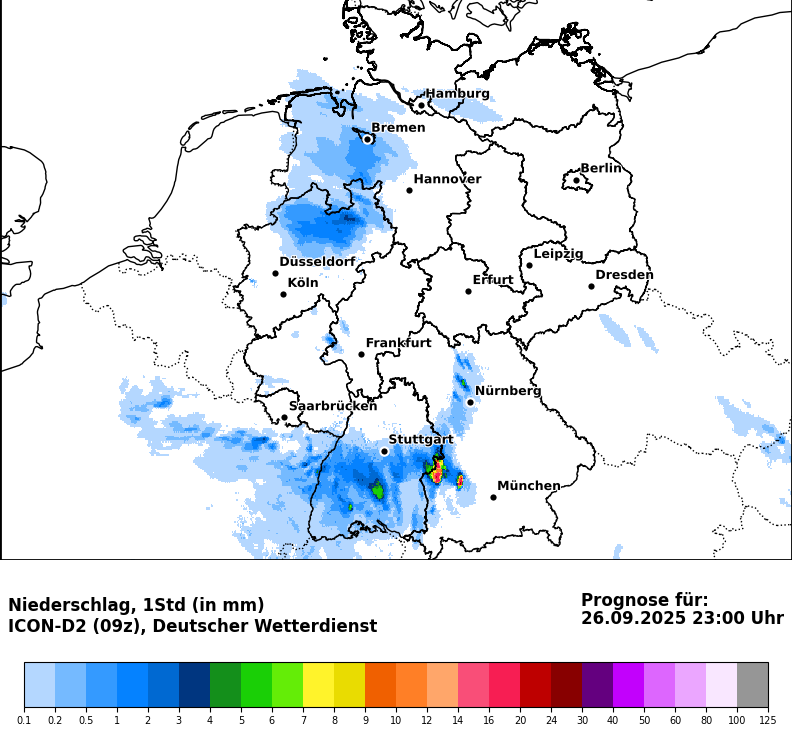 Hamburg
Bremen
Berlin
Hannover
Leipzig
Düsseldorf
Dresden
Köln
Erfurt
Frankfurt
Nürnberg
Saarbrücken
Stuttgart
München
Niederschlag, 1Std (in mm)
ICON-D2 (09z), Deutscher Wetterdienst
Prognose für:
26.09.2025 23:00 Uhr
0.1 0.2 0.5 1 2 3 4 5 6 7 8 9 10 12 14 16 20 24 30 40 50 60 80 100 125